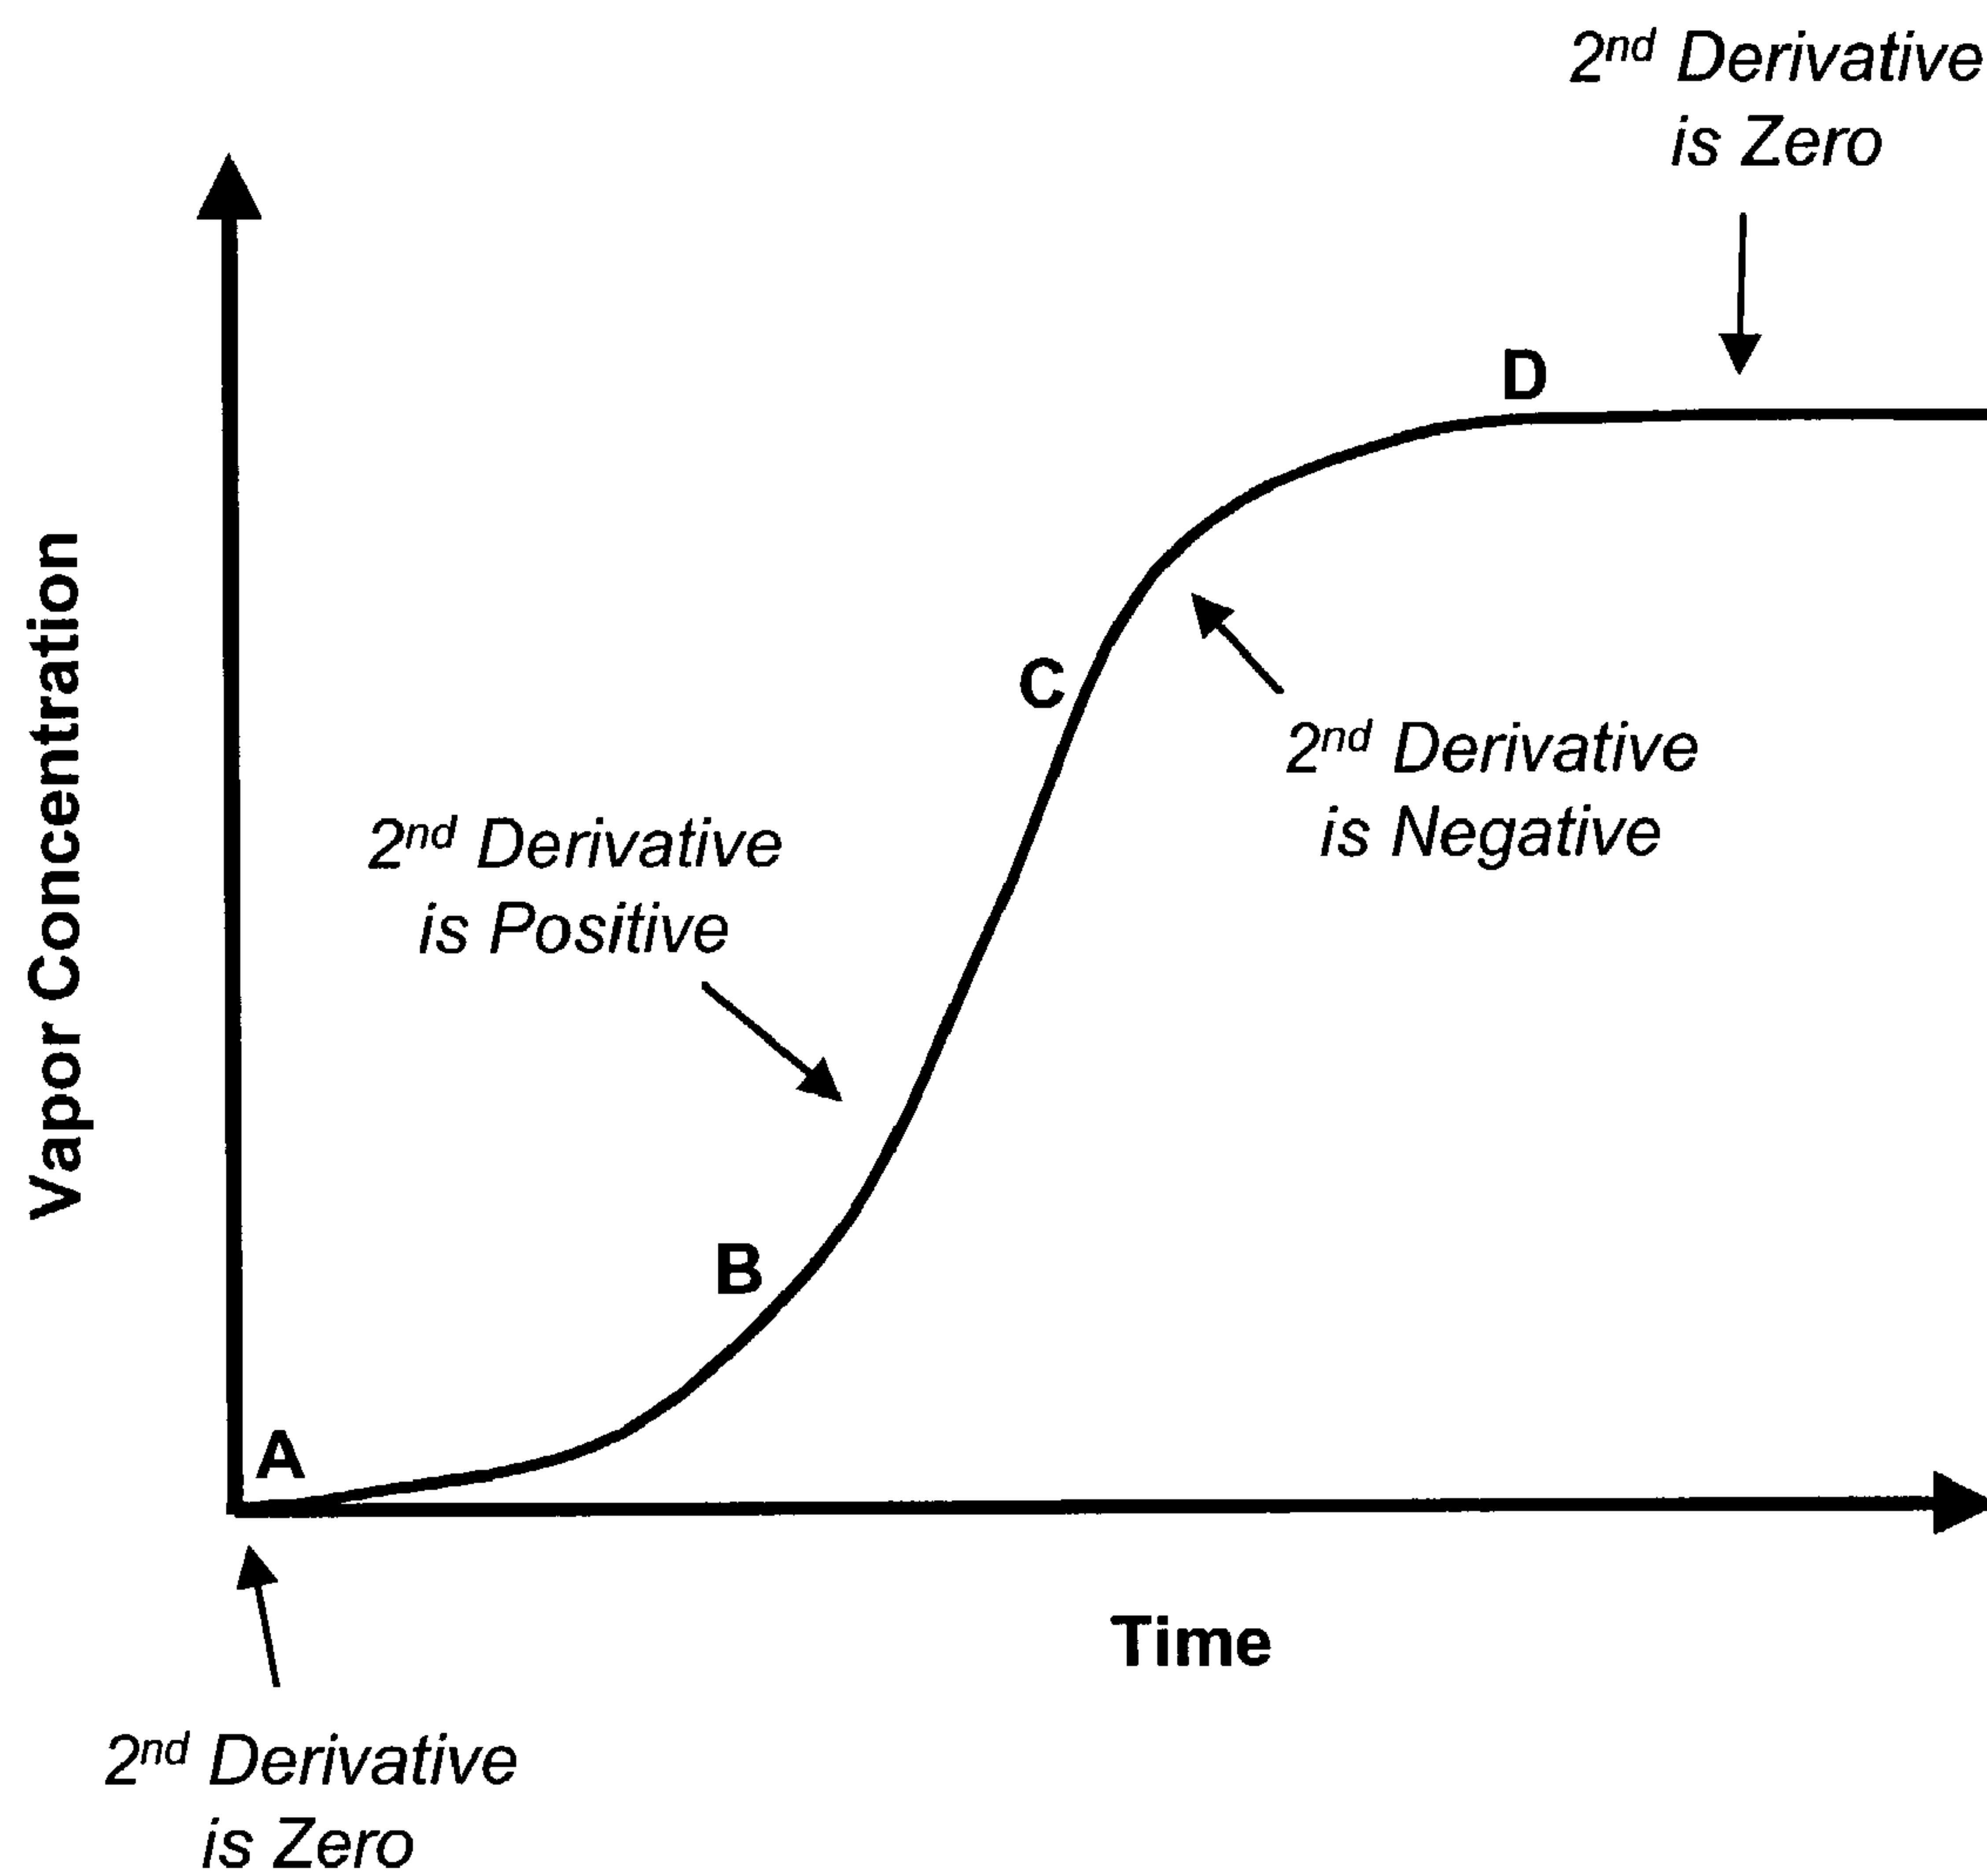 2nd Derivative
is Zero
D
C
2nd Derivative
is Negative
2nd Derivative
is Positive
Vapor Concentration
B
A
Time
2nd Derivative
is Zero